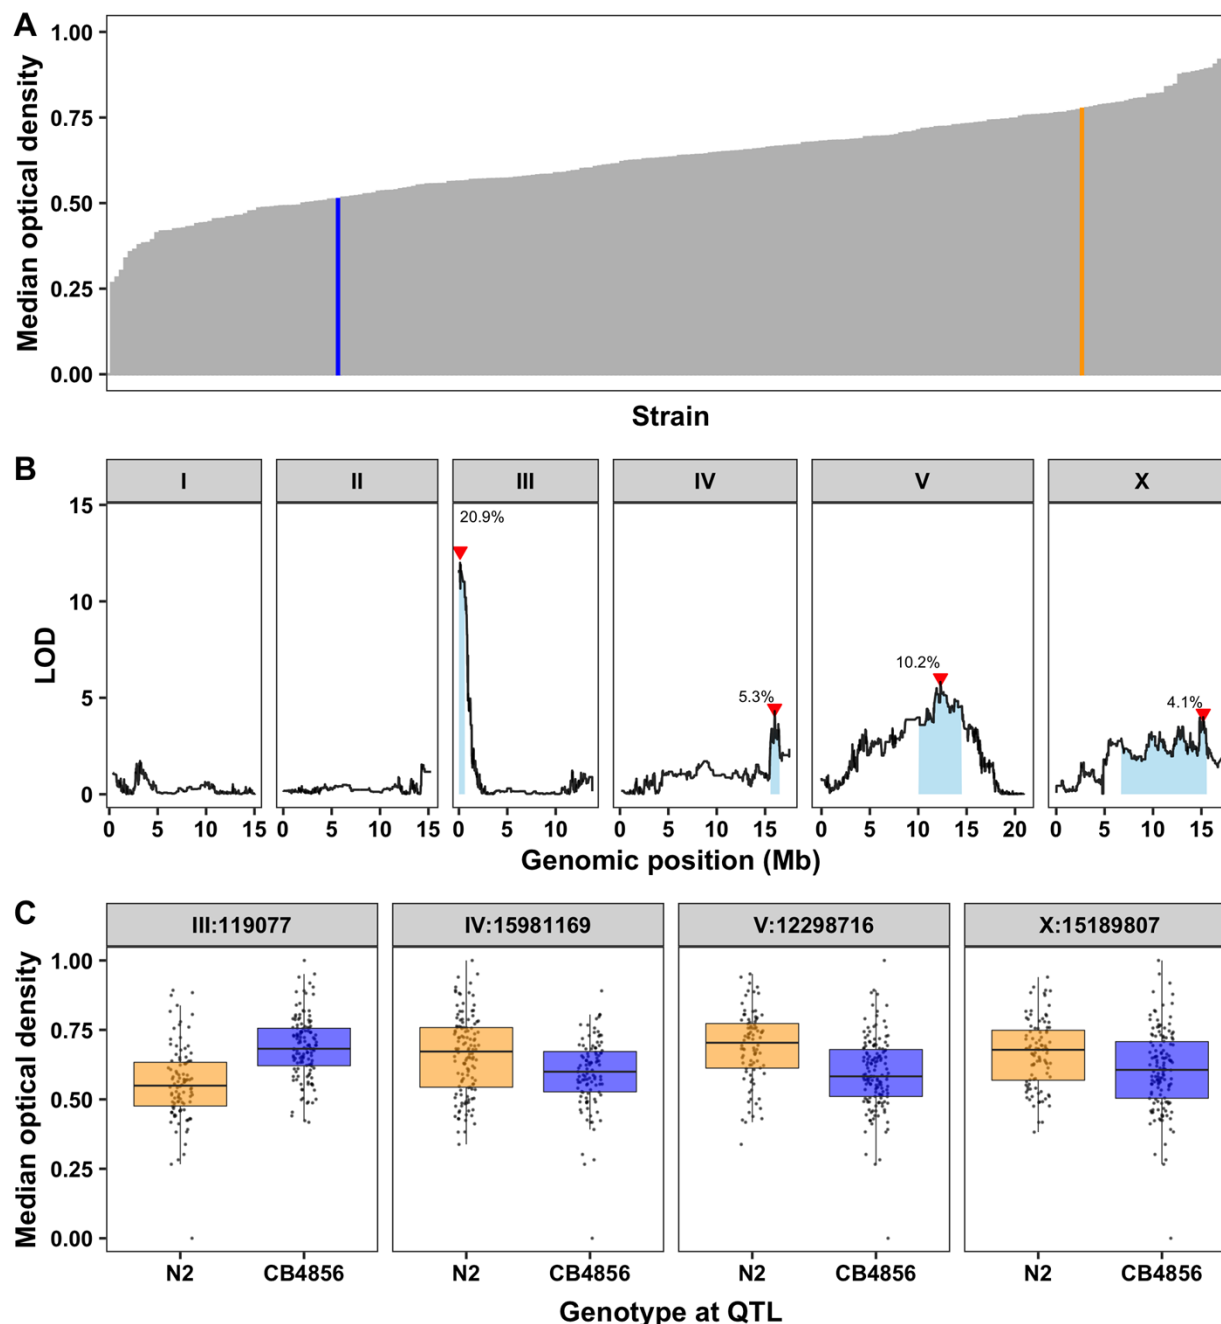 A
Median optical density
1.00
0.75
0.50
0.25
0.00
Strain
B
I II III IV V X
LOD
15
10
5
0
20.9%
5.3%
10.2%
4.1%
0 5 10 15 0 5 10 15 0 5 10 0 5 10 15 0 5 10 15 20 0 5 10 15
Genomic position (Mb)
C
III:119077 IV:15981169 V:12298716 X:15189807
Median optical density
1.00
0.75
0.50
0.25
0.00
N2 CB4856 N2 CB4856 N2 CB4856 N2 CB4856
Genotype at QTL